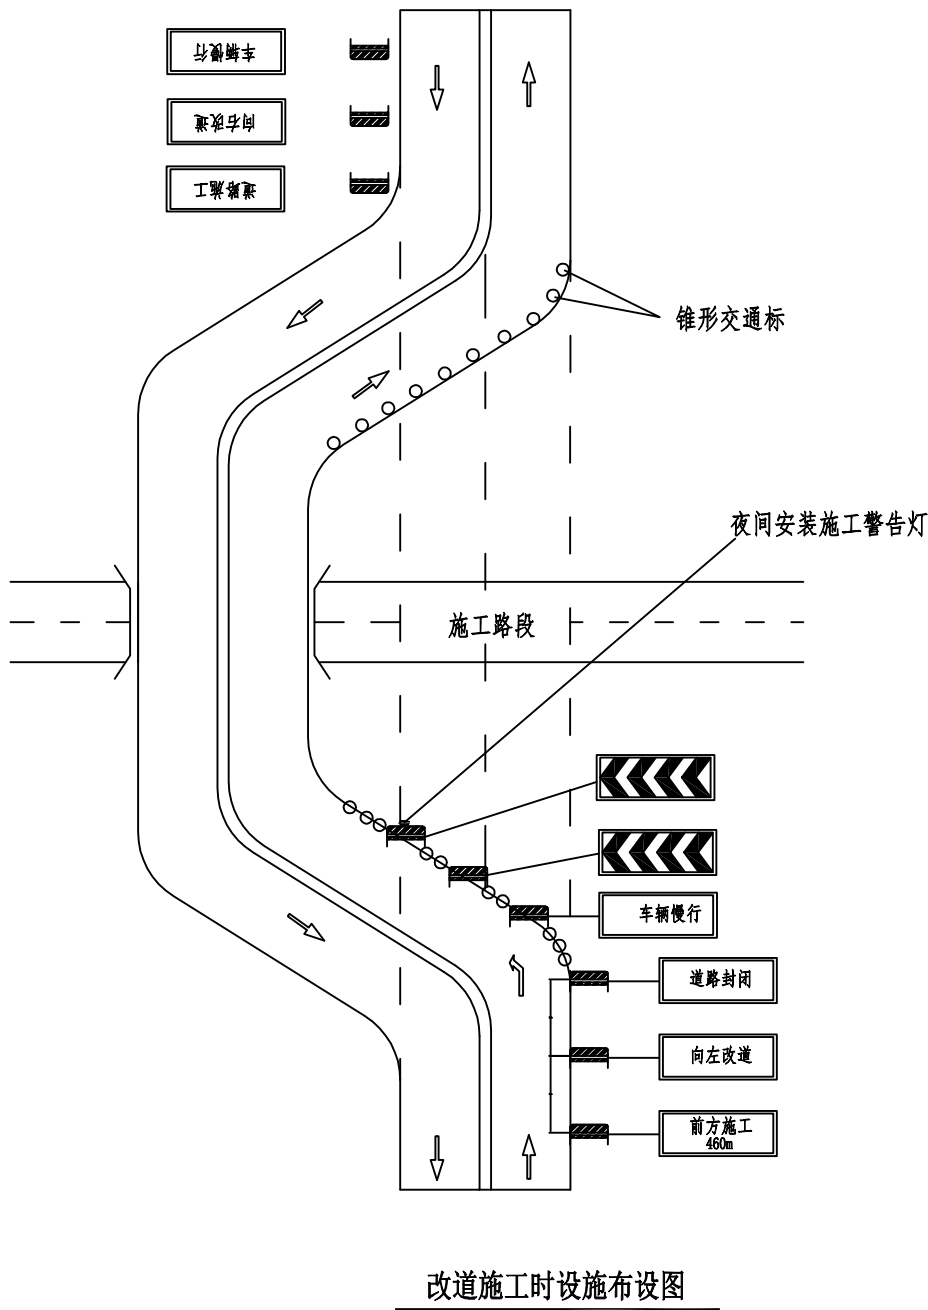 车辆慢行
向右改道
道路施工
锥形交通标
夜间安装施工警告灯
施工路段
车辆慢行
道路封闭
向左改道
前方施工
460m
改道施工时设施布设图